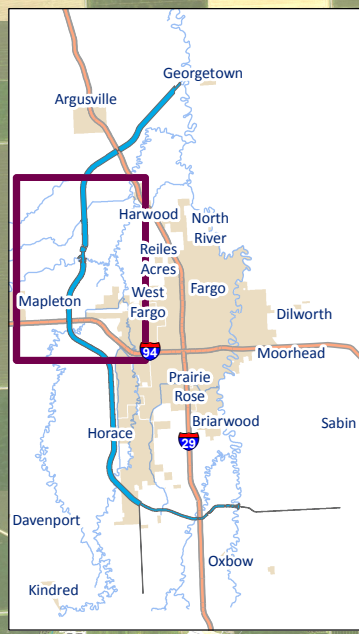 Georgetown
Argusville
Harwood
North
River
Reiles
Acres
Mapleton
West
Fargo
Fargo
Dilworth
94
Moorhead
Prairie
Rose
Briarwood
Sabin
Horace
29
Davenport
Oxbow
Kindred